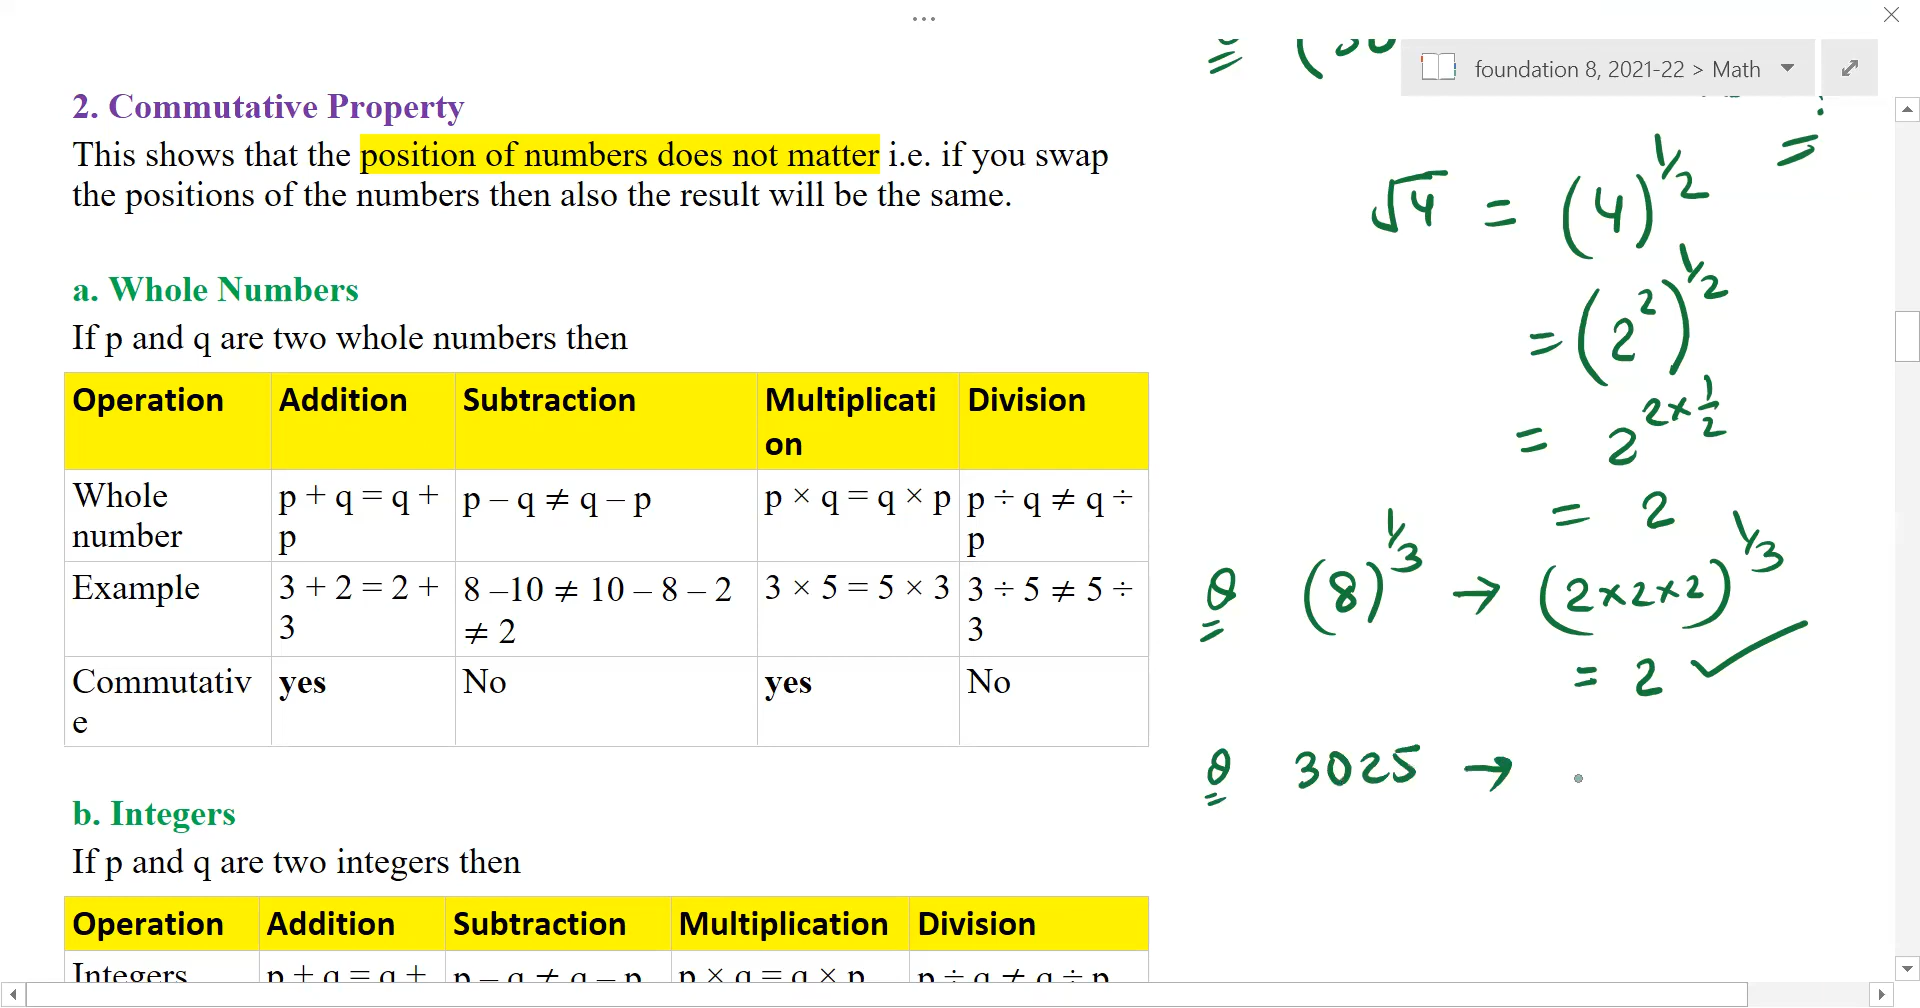 foundation 8, 2021-22 > Math
2. Commutative Property
This shows that the position of numbers does not matter i.e. if you swap
the positions of the numbers then also the result will be the same.
a. Whole Numbers
If p and q are two whole numbers then
Operation Addition Subtraction Multiplicati
on Division
Whole
number p + q = q +
p p – q ≠ q – p p × q = q × p p ÷ q ≠ q ÷
p
Example 3 + 2 = 2 +
3 8 –10 ≠ 10 – 8 – 2
≠ 2 3 × 5 = 5 × 3 3 ÷ 5 ≠ 5 ÷
3
Commutativ
e yes No yes No
b. Integers
If p and q are two integers then
Operation Addition Subtraction Multiplication Division
Integers p + q = q + p – q ≠ q – p p × q = q × p p ÷ q ≠ q ÷ p
√4 = (4)^1/2
= (2^2)^1/2
= 2^2×1/2
= 2
Q (8)^1/3 → (2×2×2)^1/3
= 2 ✓
Q 3025 →